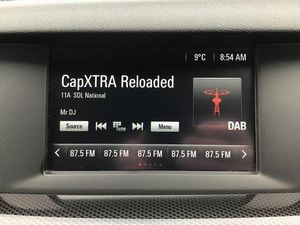 9°C 8:54 AM
CapXTRA Reloaded
11A SDL National
Mr DJ
Source Tune Menu DAB
87.5 FM 87.5 FM 87.5 FM 87.5 FM 87.5 FM